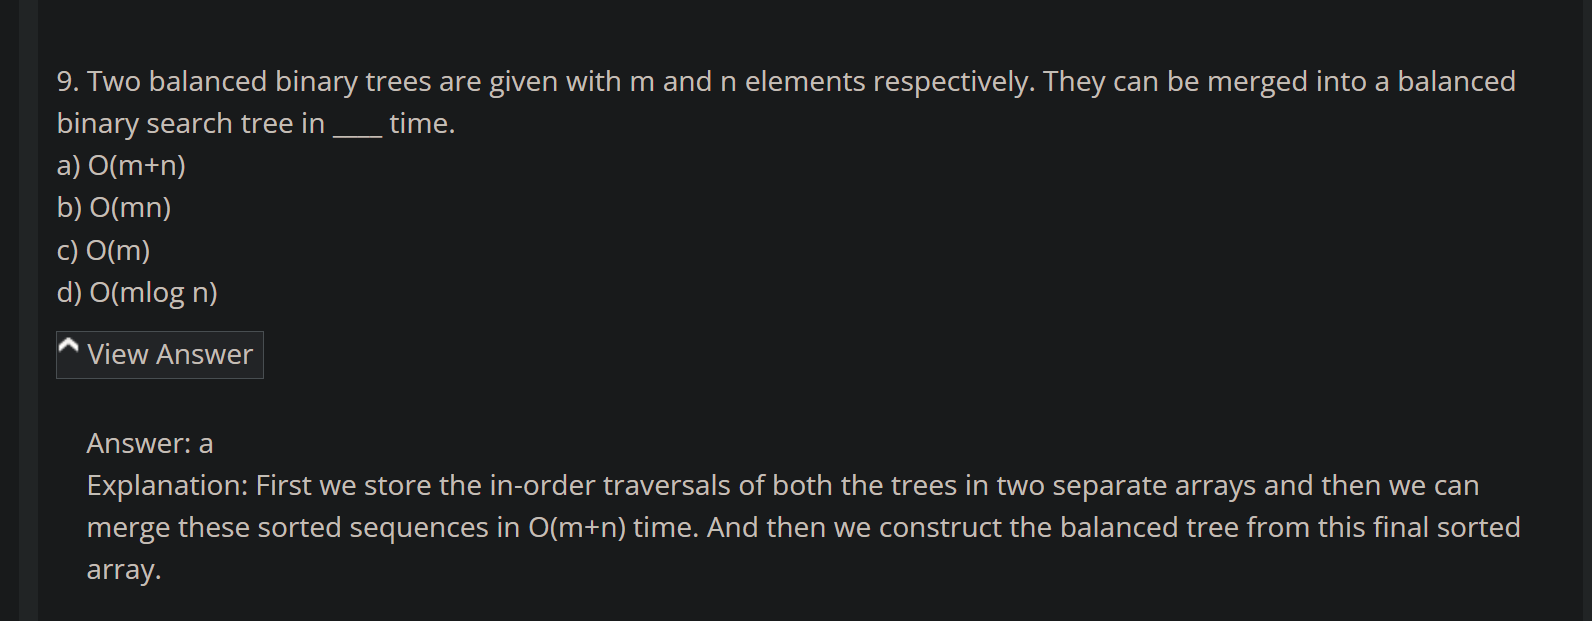 9. Two balanced binary trees are given with m and n elements respectively. They can be merged into a balanced
binary search tree in ____ time.
a) O(m+n)
b) O(mn)
c) O(m)
d) O(mlog n)
View Answer
Answer: a
Explanation: First we store the in-order traversals of both the trees in two separate arrays and then we can
merge these sorted sequences in O(m+n) time. And then we construct the balanced tree from this final sorted
array.